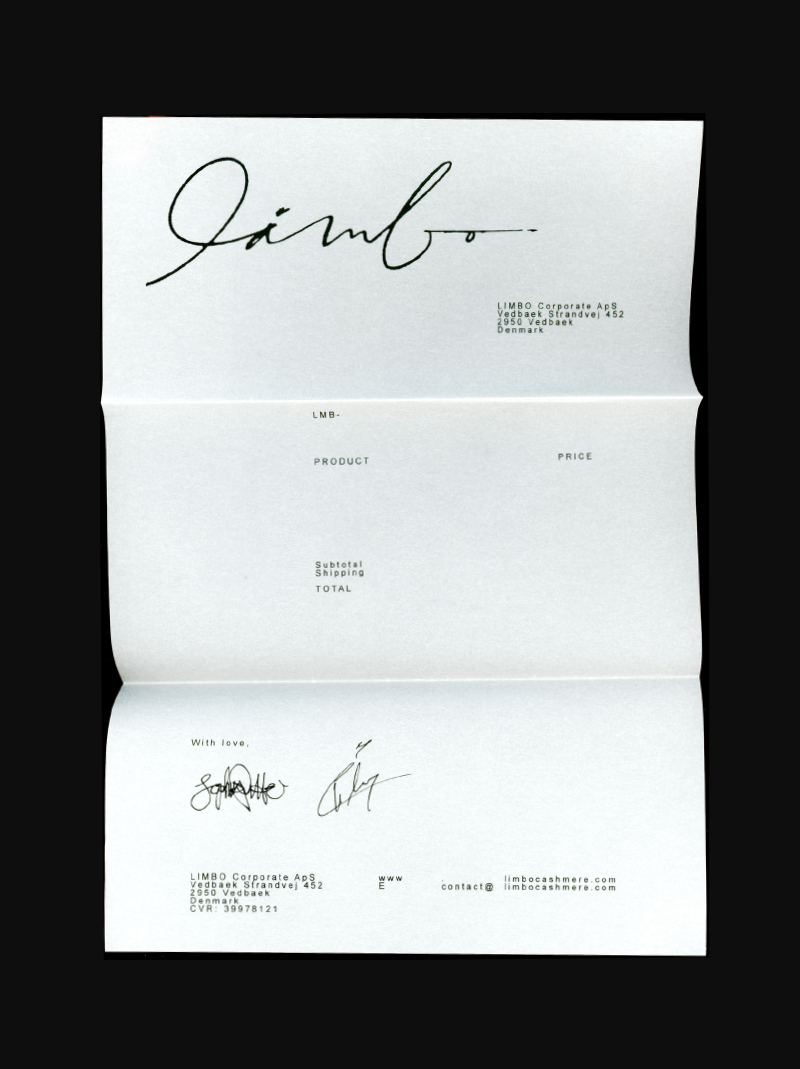 limbo
LIMBO Corporate ApS
Vedbaek Strandvej 452
2950 Vedbaek
Denmark
LMB-
PRODUCT PRICE
Subtotal
Shipping
TOTAL
With love,
LIMBO Corporate ApS
Vedbaek Strandvej 452
2950 Vedbaek
Denmark
CVR: 39978121
www . limbocashmere.com
E contact@ limbocashmere.com